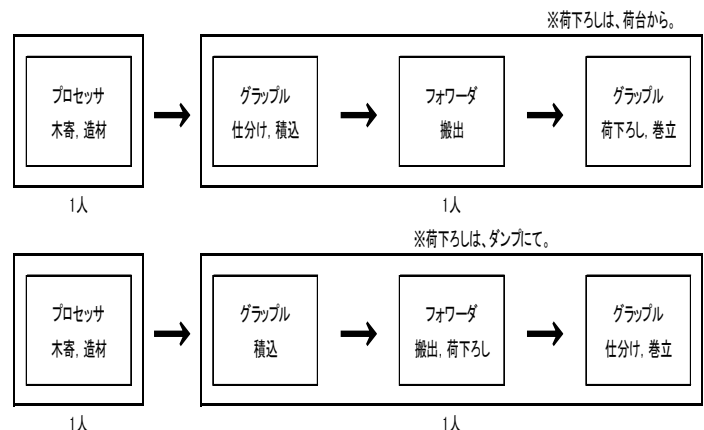 ※荷下ろしは、荷台から。
プロセッサ
木寄, 造材
グラップル
仕分け, 積込
フォワーダ
搬出
グラップル
荷下ろし, 巻立
1人
1人
※荷下ろしは、ダンプにて。
プロセッサ
木寄, 造材
グラップル
積込
フォワーダ
搬出, 荷下ろし
グラップル
仕分け, 巻立
1人
1人